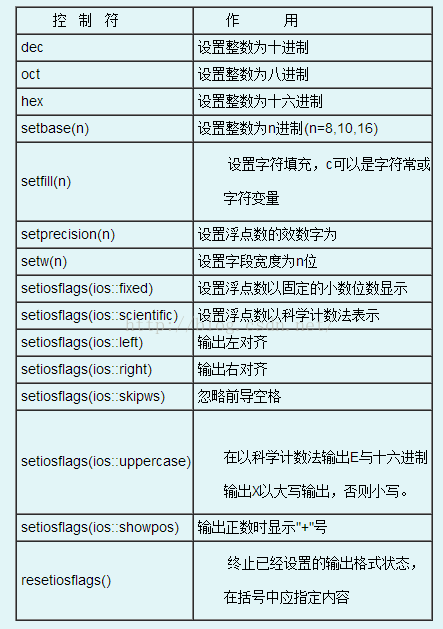 控 制 符 作 用
dec 设置整数为十进制
oct 设置整数为八进制
hex 设置整数为十六进制
setbase(n) 设置整数为n进制(n=8,10,16)
setfill(n) 设置字符填充，c可以是字符常或
字符变量
setprecision(n) 设置浮点数的效数字为
setw(n) 设置字段宽度为n位
setiosflags(ios::fixed) 设置浮点数以固定的小数位数显示
setiosflags(ios::scientific) 设置浮点数以科学计数法表示
setiosflags(ios::left) 输出左对齐
setiosflags(ios::right) 输出右对齐
setiosflags(ios::skipws) 忽略前导空格
setiosflags(ios::uppercase) 在以科学计数法输出E与十六进制
输出X以大写输出，否则小写。
setiosflags(ios::showpos) 输出正数时显示"+"号
resetiosflags() 终止已经设置的输出格式状态，
在括号中应指定内容